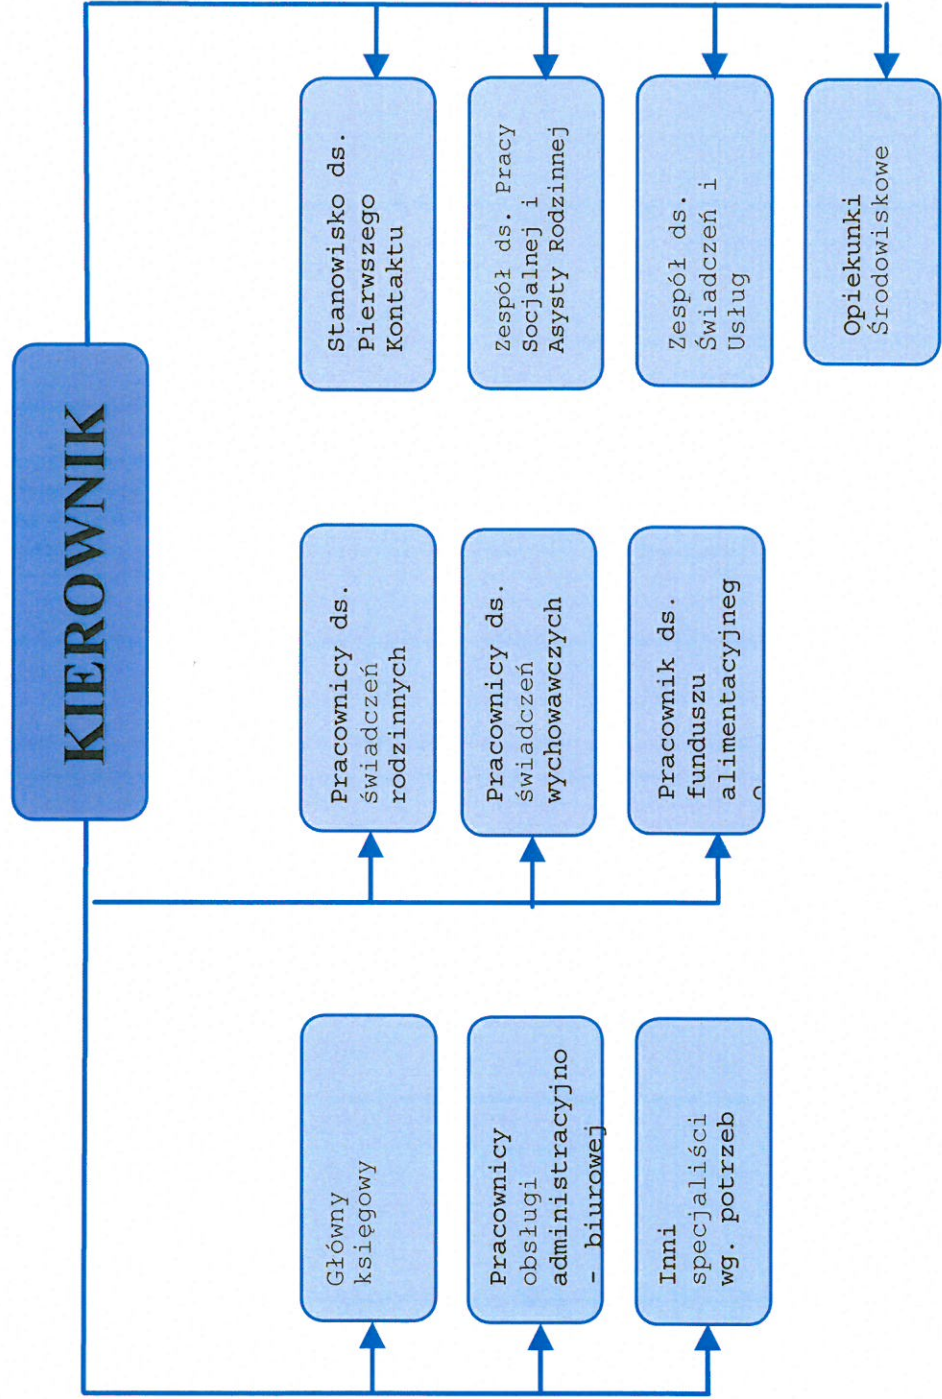 KIEROWNIK
Główny
księgowy
Pracownicy
obsługi
administracyjno
- biurowej
Inni
specjaliści
wg. potrzeb
Pracownicy ds.
świadczeń
rodzinnych
Pracownicy ds.
świadczeń
wychowawczych
Pracownik ds.
funduszu
alimentacyjneg
Stanowisko ds.
Pierwszego
Kontaktu
Zespół ds. Pracy
Socjalnej i
Asysty Rodzinnej
Zespół ds.
Świadczeń i
Usług
Opiekunki
Środowiskowe